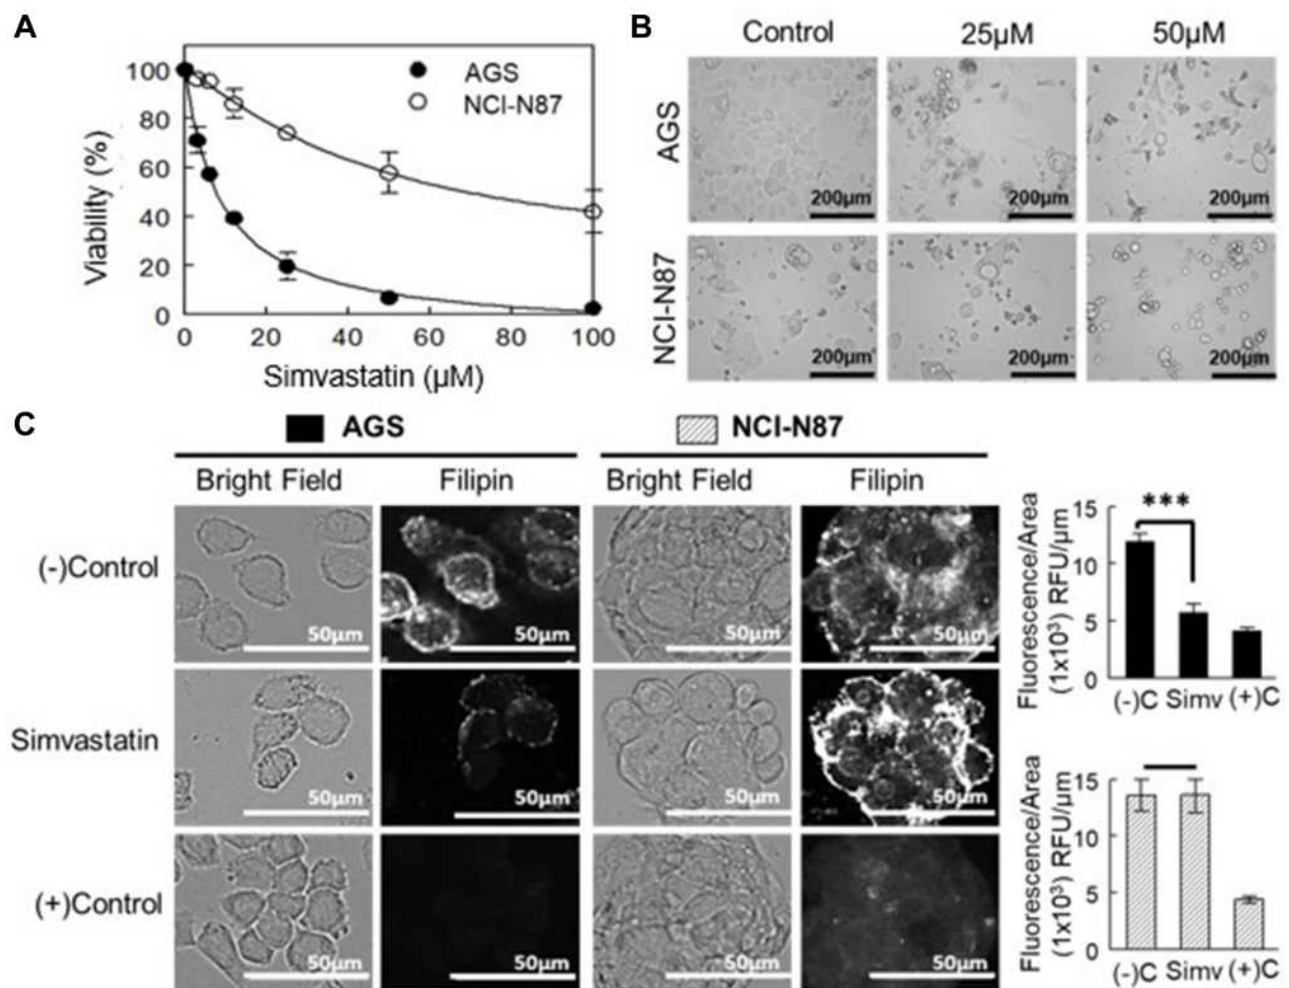 A
100
80
60
40
20
0
Viability (%)
AGS
NCI-N87
0 20 40 60 80 100
Simvastatin (µM)
B
Control 25µM 50µM
AGS
200µm 200µm 200µm
NCI-N87
200µm 200µm 200µm
C
AGS NCI-N87
Bright Field Filipin Bright Field Filipin
(-)Control
50µm 50µm 50µm 50µm
Simvastatin
50µm 50µm 50µm 50µm
(+)Control
50µm 50µm 50µm 50µm
Fluorescence/Area
(1x10³) RFU/µm
15
10
5
0
***
(-)C Simv (+)C
Fluorescence/Area
(1x10³) RFU/µm
15
10
5
0
(-)C Simv (+)C